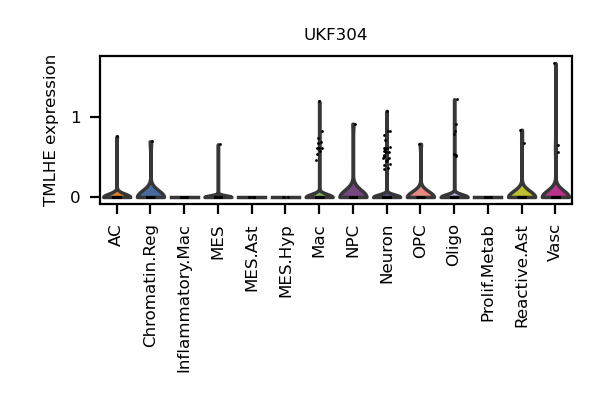 UKF304
TMLHE expression
1
0
AC
Chromatin.Reg
Inflammatory.Mac
MES
MES.Ast
MES.Hyp
Mac
NPC
Neuron
OPC
Oligo
Prolif.Metab
Reactive.Ast
Vasc